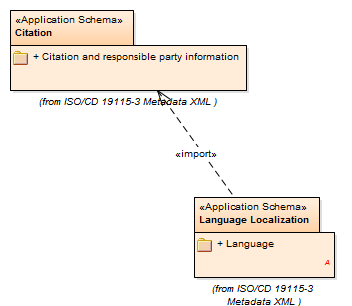 «Application Schema»
Citation
+ Citation and responsible party information
(from ISO/CD 19115-3 Metadata XML )
«import»
«Application Schema»
Language Localization
+ Language
A
(from ISO/CD 19115-3
Metadata XML )